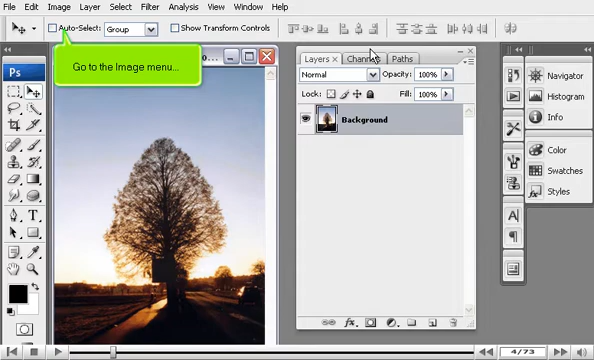 File Edit Image Layer Select Filter Analysis View Window Help
Auto-Select: Group Show Transform Controls
Go to the Image menu...
Ps
Layers × Channels Paths
Normal Opacity: 100%
Lock: Fill: 100%
Background
Navigator
Histogram
Info
Color
Swatches
Styles
4/73